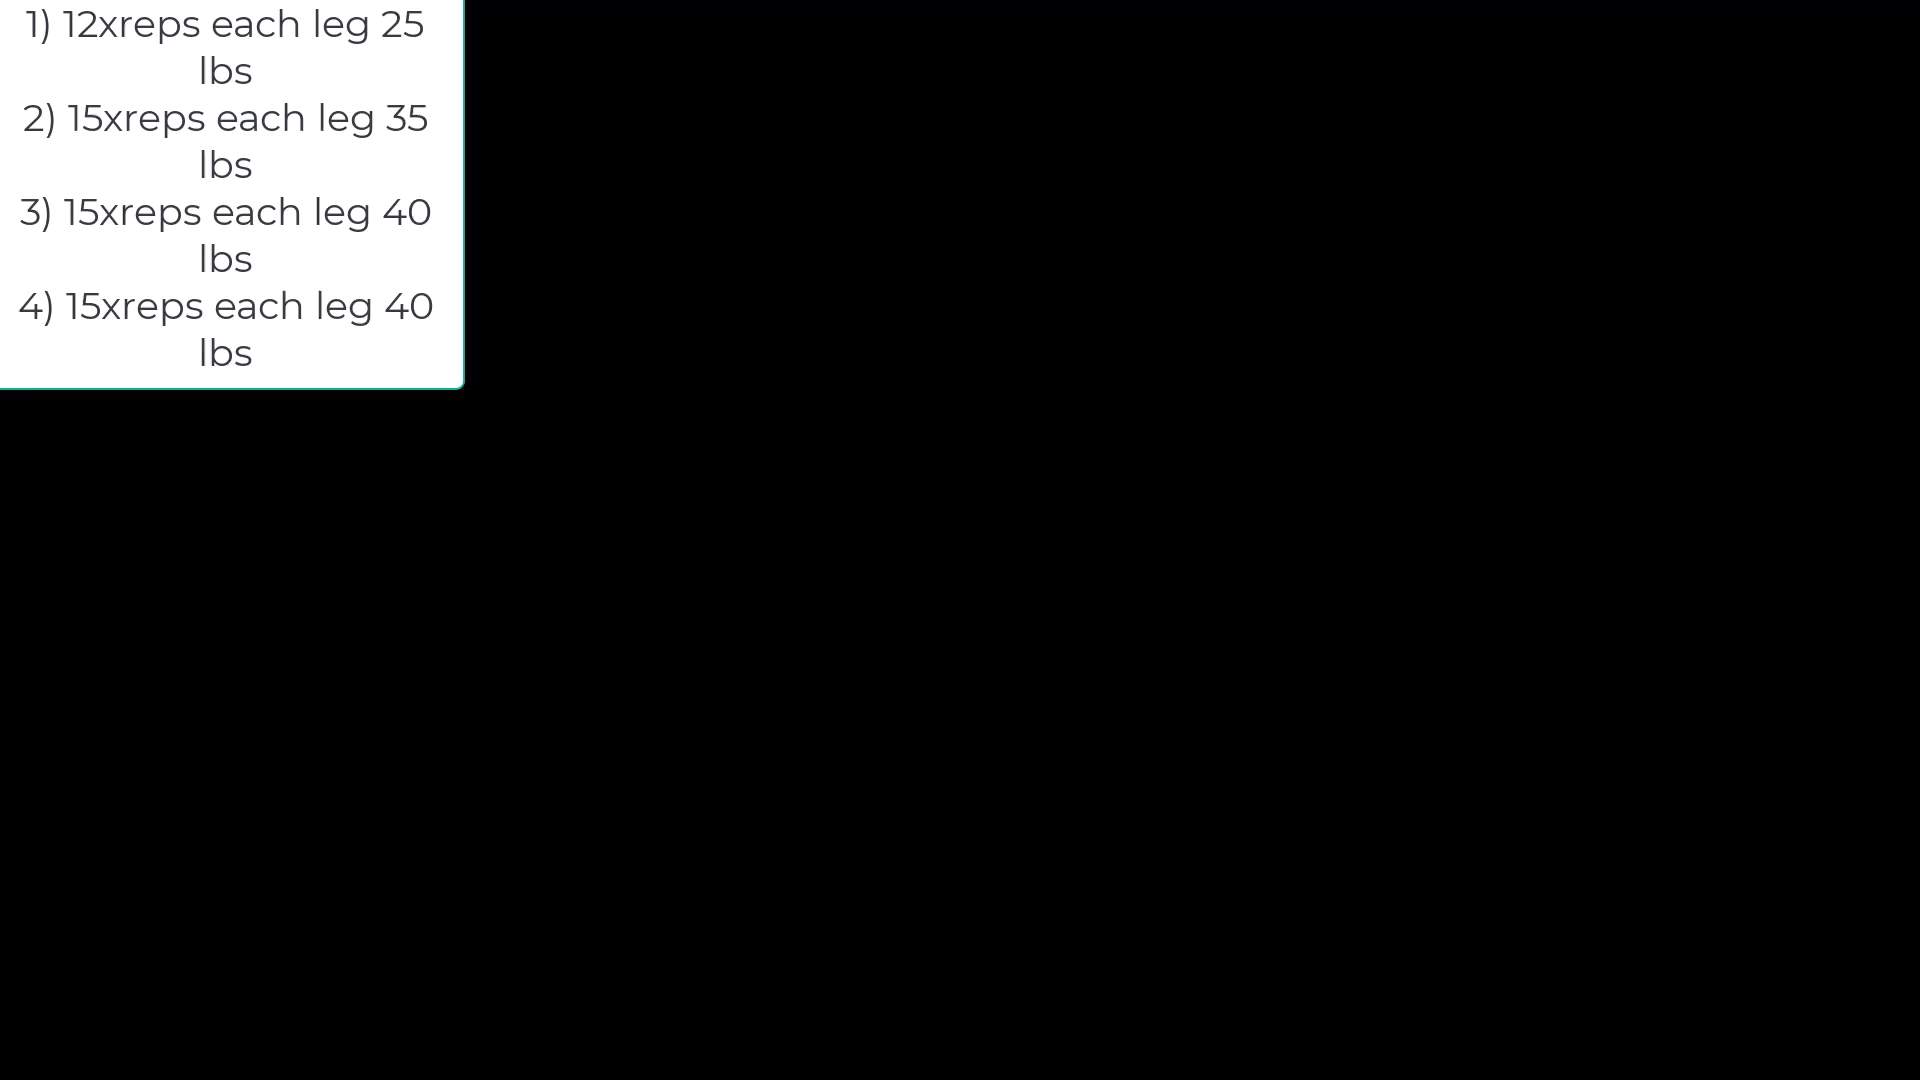 1) 12xreps each leg 25
lbs
2) 15xreps each leg 35
lbs
3) 15xreps each leg 40
lbs
4) 15xreps each leg 40
lbs